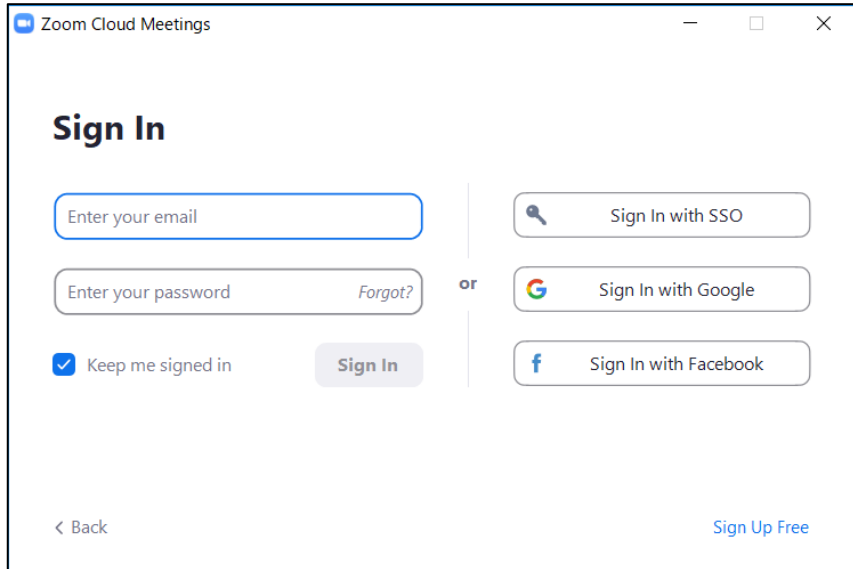 Zoom Cloud Meetings
Sign In
Enter your email
Enter your password Forgot?
Keep me signed in Sign In
or
Sign In with SSO
Sign In with Google
Sign In with Facebook
Back
Sign Up Free